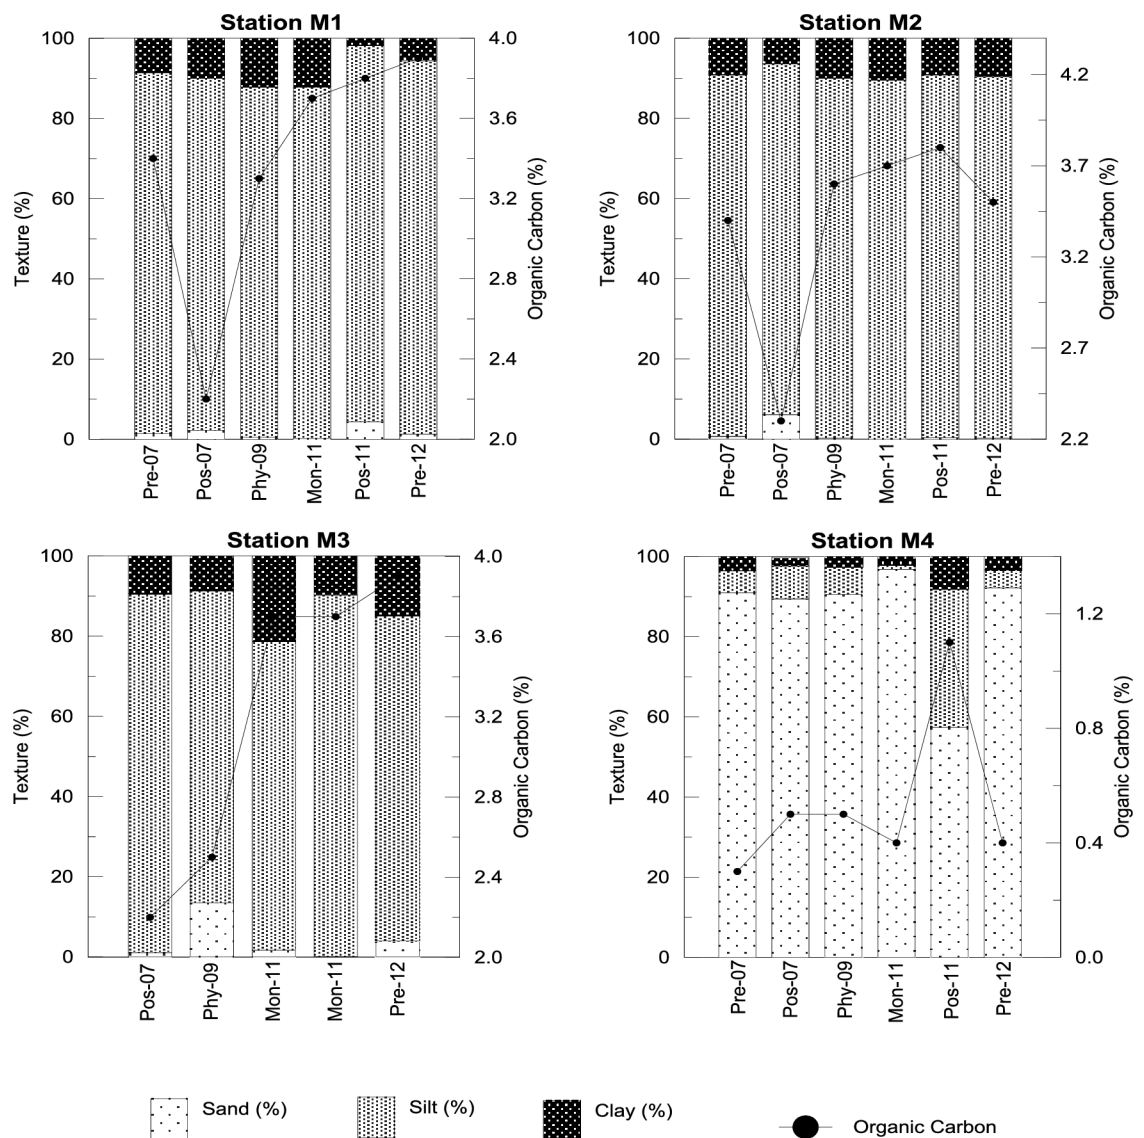 Station M1
100
80
60
40
20
0
Texture (%)
4.0
3.6
3.2
2.8
2.4
2.0
Organic Carbon (%)
Pre-07
Pos-07
Phy-09
Mon-11
Pos-11
Pre-12
Station M2
100
80
60
40
20
0
Texture (%)
4.2
3.7
3.2
2.7
2.2
Organic Carbon (%)
Pre-07
Pos-07
Phy-09
Mon-11
Pos-11
Pre-12
Station M3
100
80
60
40
20
0
Texture (%)
4.0
3.6
3.2
2.8
2.4
2.0
Organic Carbon (%)
Pos-07
Phy-09
Mon-11
Mon-11
Pre-12
Station M4
100
80
60
40
20
0
Texture (%)
1.2
0.8
0.4
0.0
Organic Carbon (%)
Pre-07
Pos-07
Phy-09
Mon-11
Pos-11
Pre-12
Sand (%)
Silt (%)
Clay (%)
Organic Carbon